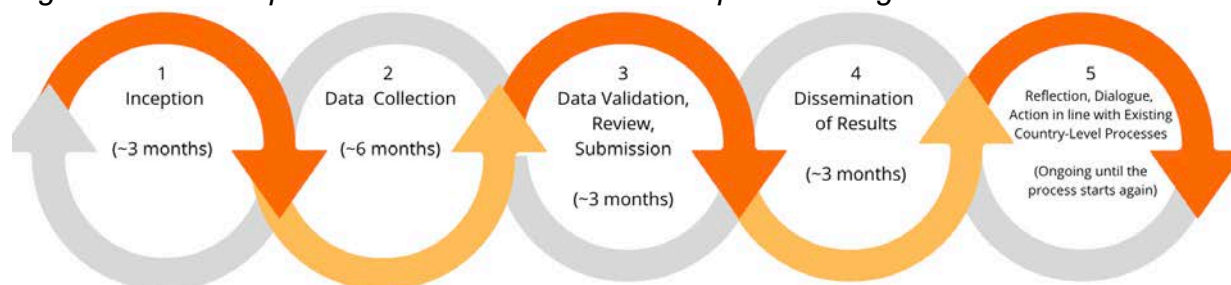 1
Inception
(~3 months)
2
Data Collection
(~6 months)
3
Data Validation,
Review,
Submission
(~3 months)
4
Dissemination
of Results
(~3 months)
5
Reflection, Dialogue,
Action in line with Existing
Country-Level Processes
(Ongoing until the
process starts again)